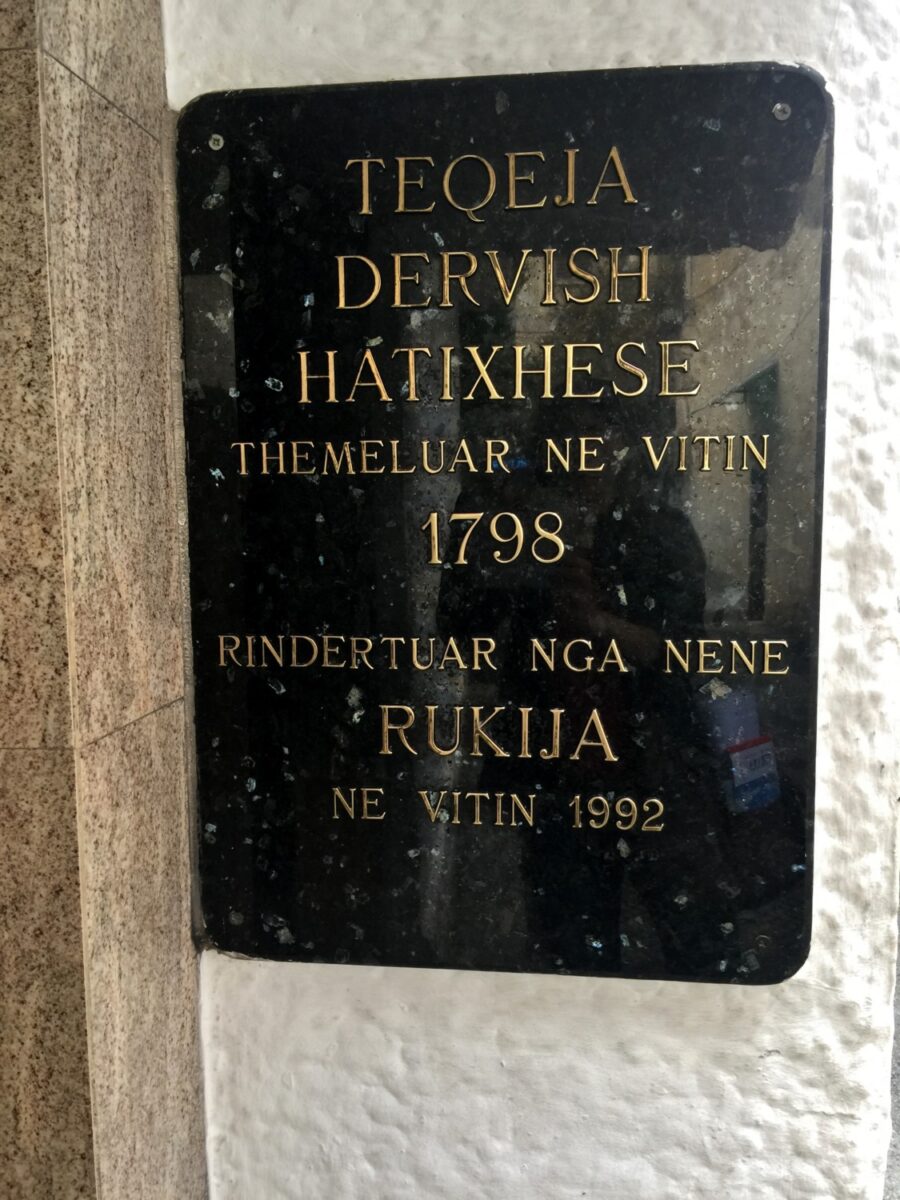 TEQEJA
DERVISH
HATIXHESE
THEMELUAR NE VITIN
1798
RINDERTUAR NGA NENE
RUKIJA
NE VITIN 1992